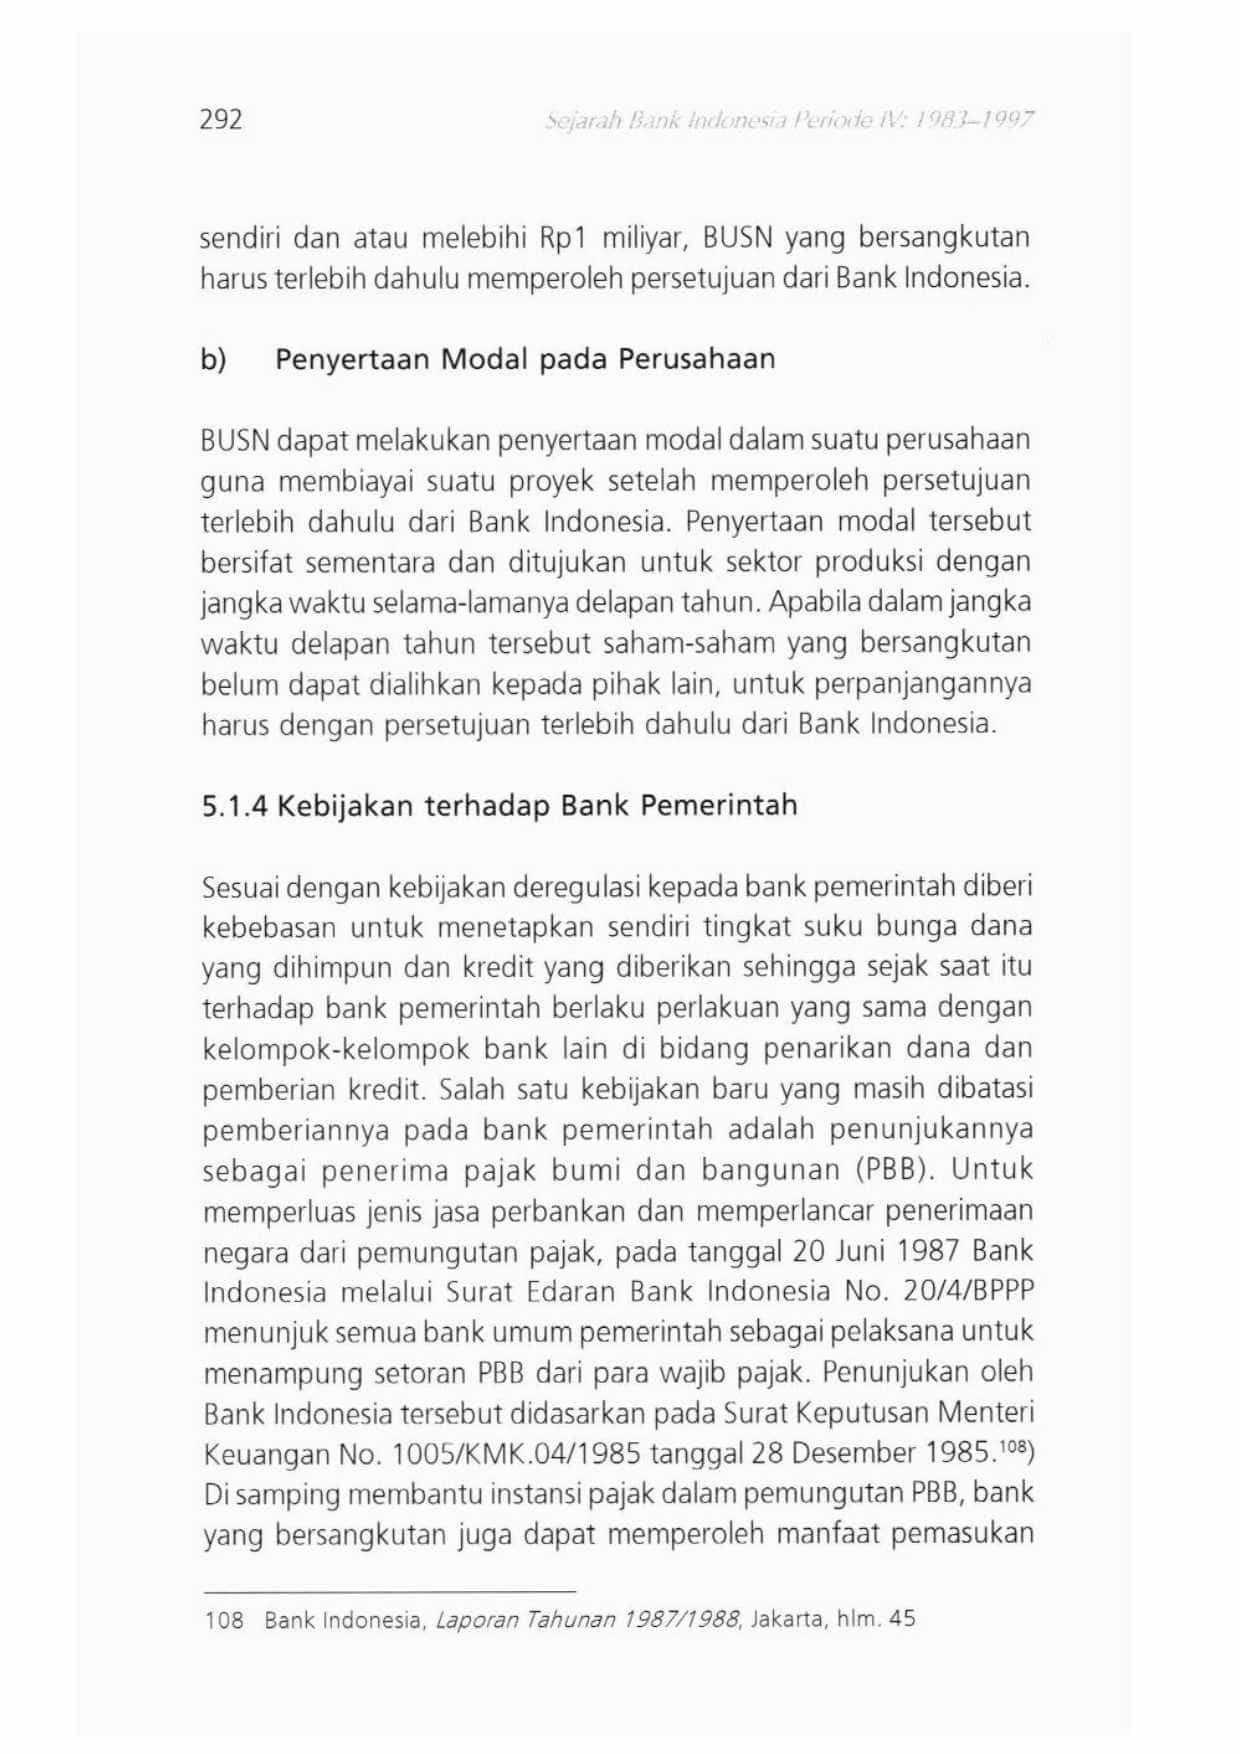 292
Sejarah Bank Indonesia Periode IV: 1983–1997
sendiri dan atau melebihi Rp1 miliyar, BUSN yang bersangkutan
harus terlebih dahulu memperoleh persetujuan dari Bank Indonesia.
b) Penyertaan Modal pada Perusahaan
BUSN dapat melakukan penyertaan modal dalam suatu perusahaan
guna membiayai suatu proyek setelah memperoleh persetujuan
terlebih dahulu dari Bank Indonesia. Penyertaan modal tersebut
bersifat sementara dan ditujukan untuk sektor produksi dengan
jangka waktu selama-lamanya delapan tahun. Apabila dalam jangka
waktu delapan tahun tersebut saham-saham yang bersangkutan
belum dapat dialihkan kepada pihak lain, untuk perpanjangannya
harus dengan persetujuan terlebih dahulu dari Bank Indonesia.
5.1.4 Kebijakan terhadap Bank Pemerintah
Sesuai dengan kebijakan deregulasi kepada bank pemerintah diberi
kebebasan untuk menetapkan sendiri tingkat suku bunga dana
yang dihimpun dan kredit yang diberikan sehingga sejak saat itu
terhadap bank pemerintah berlaku perlakuan yang sama dengan
kelompok-kelompok bank lain di bidang penarikan dana dan
pemberian kredit. Salah satu kebijakan baru yang masih dibatasi
pemberiannya pada bank pemerintah adalah penunjukannya
sebagai penerima pajak bumi dan bangunan (PBB). Untuk
memperluas jenis jasa perbankan dan memperlancar penerimaan
negara dari pemungutan pajak, pada tanggal 20 Juni 1987 Bank
Indonesia melalui Surat Edaran Bank Indonesia No. 20/4/BPPP
menunjuk semua bank umum pemerintah sebagai pelaksana untuk
menampung setoran PBB dari para wajib pajak. Penunjukan oleh
Bank Indonesia tersebut didasarkan pada Surat Keputusan Menteri
Keuangan No. 1005/KMK.04/1985 tanggal 28 Desember 1985.¹⁰⁸)
Di samping membantu instansi pajak dalam pemungutan PBB, bank
yang bersangkutan juga dapat memperoleh manfaat pemasukan
108 Bank Indonesia, Laporan Tahunan 1987/1988, Jakarta, hlm. 45